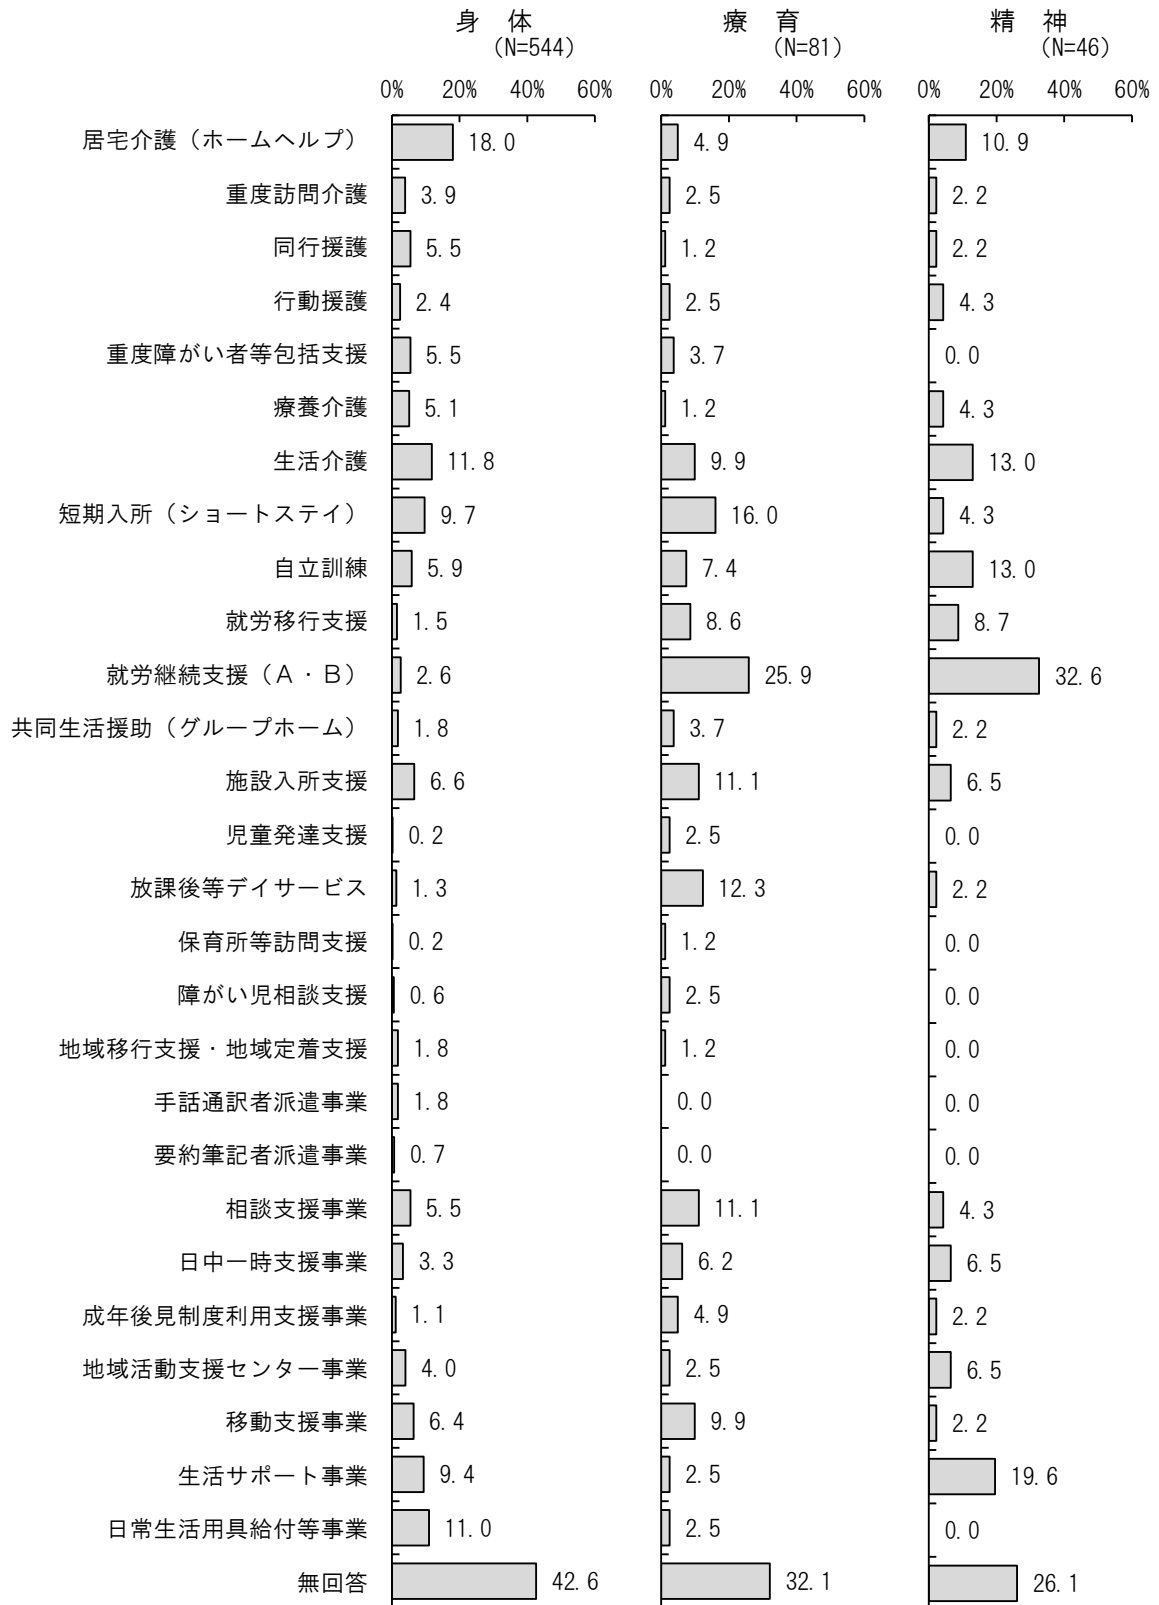 身　体　　療　育　　精　神
（N=544）　（N=81）　（N=46）
0%　20%　40%　60%　0%　20%　40%　60%　0%　20%　40%　60%
居宅介護（ホームヘルプ）　18.0　4.9　10.9
重度訪問介護　3.9　2.5　2.2
同行援護　5.5　1.2　2.2
行動援護　2.4　2.5　4.3
重度障がい者等包括支援　5.5　3.7　0.0
療養介護　5.1　1.2　4.3
生活介護　11.8　9.9　13.0
短期入所（ショートステイ）　9.7　16.0　4.3
自立訓練　5.9　7.4　13.0
就労移行支援　1.5　8.6　8.7
就労継続支援（Ａ・Ｂ）　2.6　25.9　32.6
共同生活援助（グループホーム）　1.8　3.7　2.2
施設入所支援　6.6　11.1　6.5
児童発達支援　0.2　2.5　0.0
放課後等デイサービス　1.3　12.3　2.2
保育所等訪問支援　0.2　1.2　0.0
障がい児相談支援　0.6　2.5　0.0
地域移行支援・地域定着支援　1.8　1.2　0.0
手話通訳者派遣事業　1.8　0.0　0.0
要約筆記者派遣事業　0.7　0.0　0.0
相談支援事業　5.5　11.1　4.3
日中一時支援事業　3.3　6.2　6.5
成年後見制度利用支援事業　1.1　4.9　2.2
地域活動支援センター事業　4.0　2.5　6.5
移動支援事業　6.4　9.9　2.2
生活サポート事業　9.4　2.5　19.6
日常生活用具給付等事業　11.0　2.5　0.0
無回答　42.6　32.1　26.1